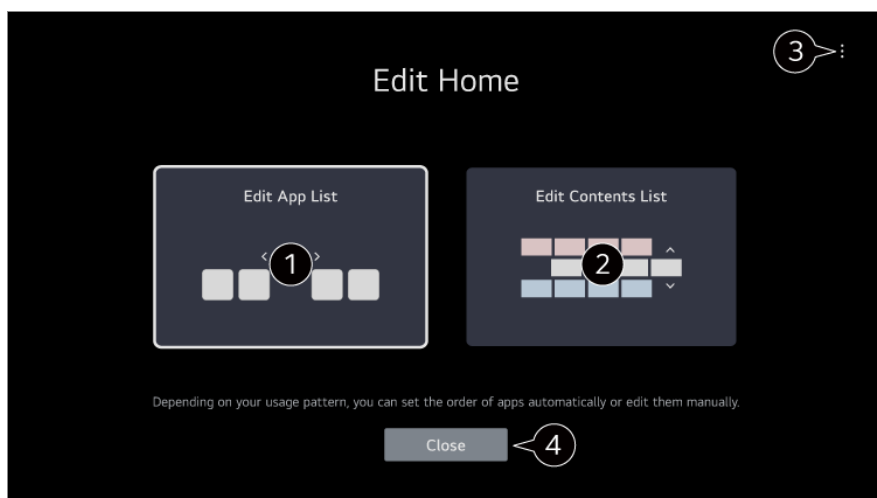 3
Edit Home
Edit App List
Edit Contents List
1
2
Depending on your usage pattern, you can set the order of apps automatically or edit them manually.
Close
4